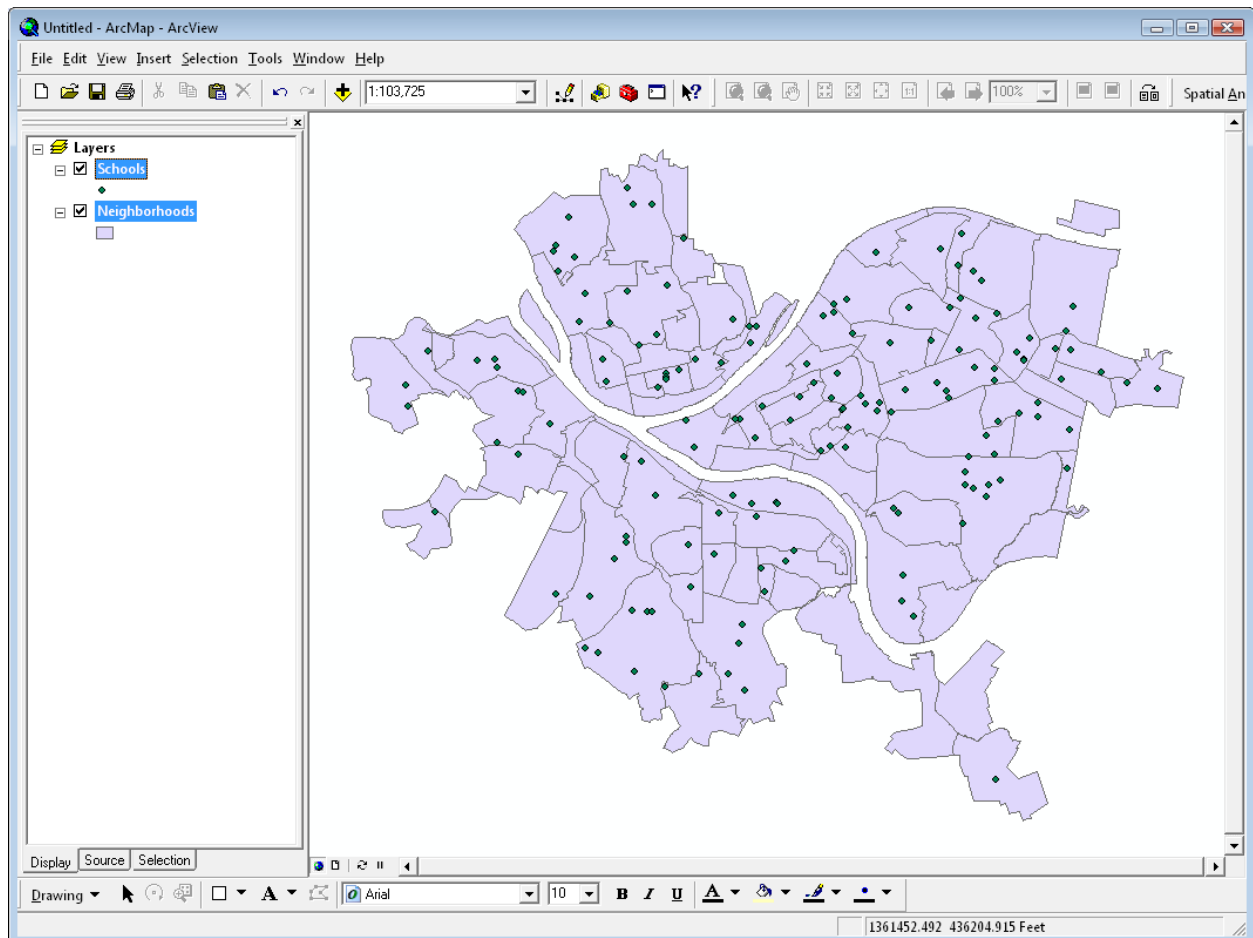 Untitled - ArcMap - ArcView
File Edit View Insert Selection Tools Window Help
1:103,725 100% Spatial An
Layers
Schools
Neighborhoods
Display Source Selection
Drawing A Arial 10 B I U A
1361452.492 436204.915 Feet